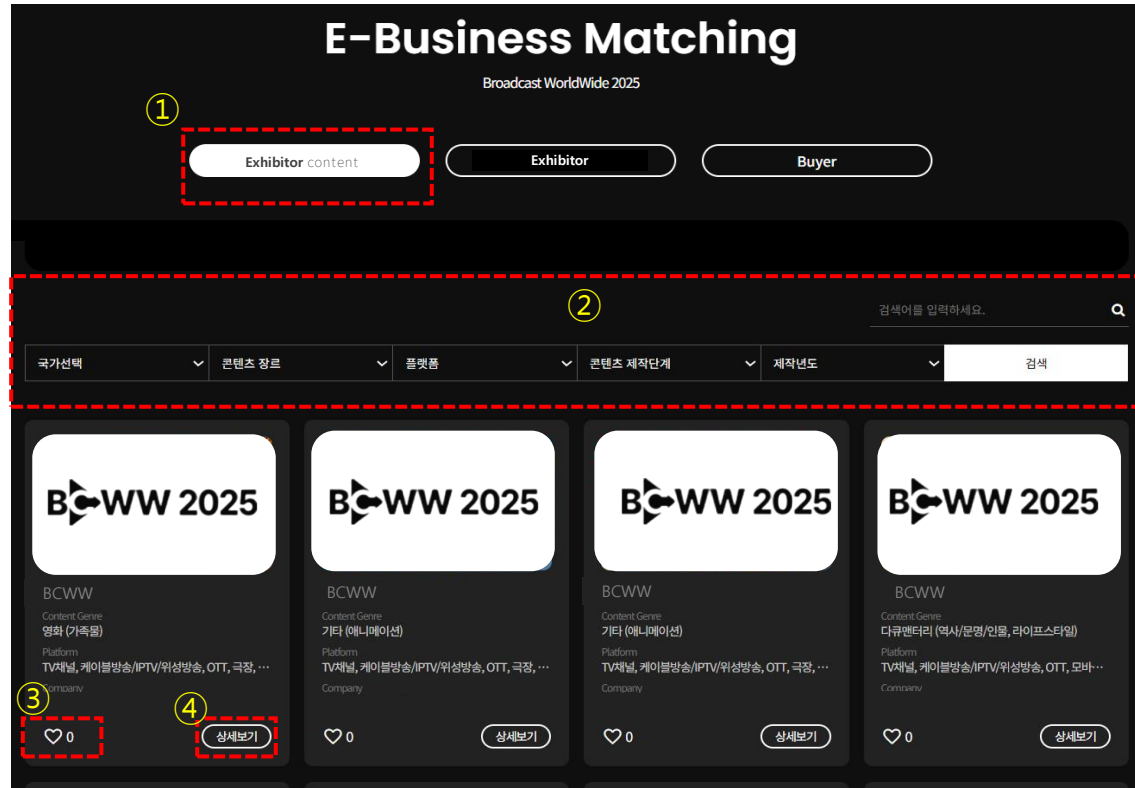 E-Business Matching
Broadcast WorldWide 2025
①
Exhibitor content
Exhibitor
Buyer
②
검색어를 입력하세요.
국가선택
콘텐츠 장르
플랫폼
콘텐츠 제작단계
제작년도
검색
BCWW 2025
BCWW
Content Genre
영화 (가족물)
Platform
TV채널, 케이블방송/IPTV/위성방송, OTT, 극장, ⋯
Company
③
0
④
상세보기
BCWW 2025
BCWW
Content Genre
기타 (애니메이션)
Platform
TV채널, 케이블방송/IPTV/위성방송, OTT, 극장, ⋯
Company
0
상세보기
BCWW 2025
BCWW
Content Genre
기타 (애니메이션)
Platform
TV채널, 케이블방송/IPTV/위성방송, OTT, 극장, ⋯
Company
0
상세보기
BCWW 2025
BCWW
Content Genre
다큐맨터리 (역사/문명/인물, 라이프스타일)
Platform
TV채널, 케이블방송/IPTV/위성방송, OTT, 모바⋯
Company
0
상세보기